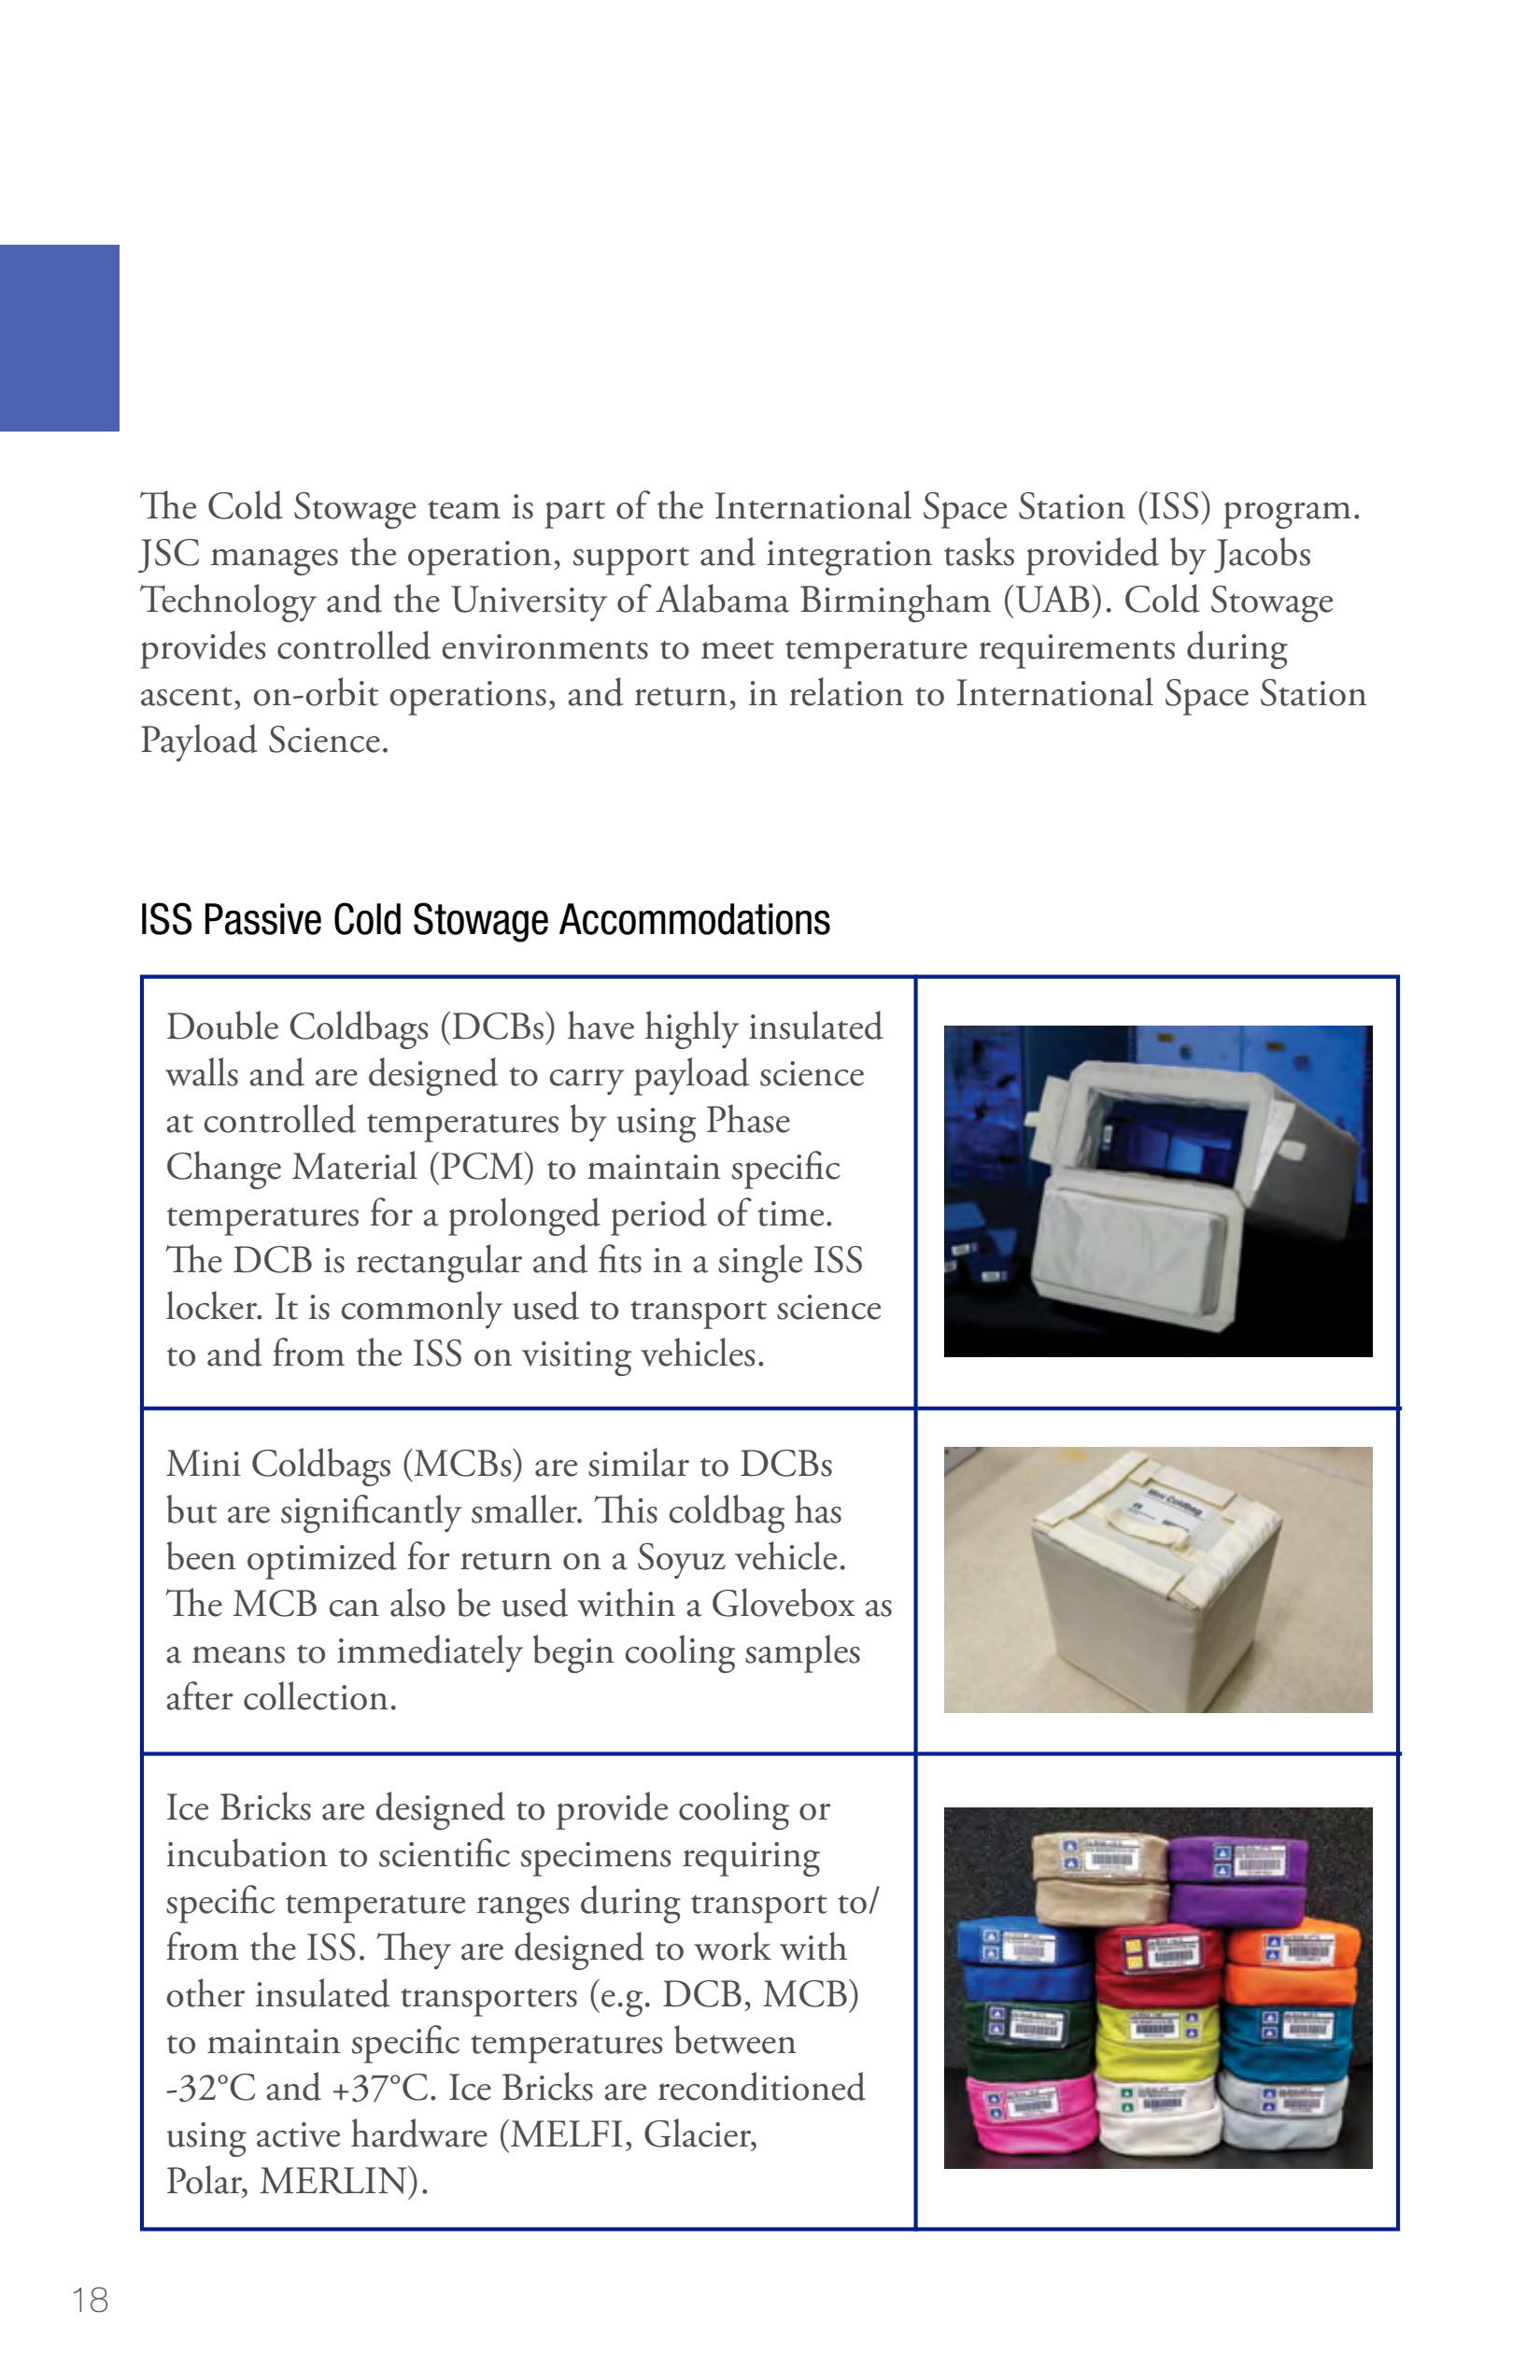 The Cold Stowage team is part of the International Space Station (ISS) program.
JSC manages the operation, support and integration tasks provided by Jacobs
Technology and the University of Alabama Birmingham (UAB). Cold Stowage
provides controlled environments to meet temperature requirements during
ascent, on-orbit operations, and return, in relation to International Space Station
Payload Science.
ISS Passive Cold Stowage Accommodations
Double Coldbags (DCBs) have highly insulated
walls and are designed to carry payload science
at controlled temperatures by using Phase
Change Material (PCM) to maintain specific
temperatures for a prolonged period of time.
The DCB is rectangular and fits in a single ISS
locker. It is commonly used to transport science
to and from the ISS on visiting vehicles.
Mini Coldbags (MCBs) are similar to DCBs
but are significantly smaller. This coldbag has
been optimized for return on a Soyuz vehicle.
The MCB can also be used within a Glovebox as
a means to immediately begin cooling samples
after collection.
Mini Coldbag
Ice Bricks are designed to provide cooling or
incubation to scientific specimens requiring
specific temperature ranges during transport to/
from the ISS. They are designed to work with
other insulated transporters (e.g. DCB, MCB)
to maintain specific temperatures between
-32°C and +37°C. Ice Bricks are reconditioned
using active hardware (MELFI, Glacier,
Polar, MERLIN).
18